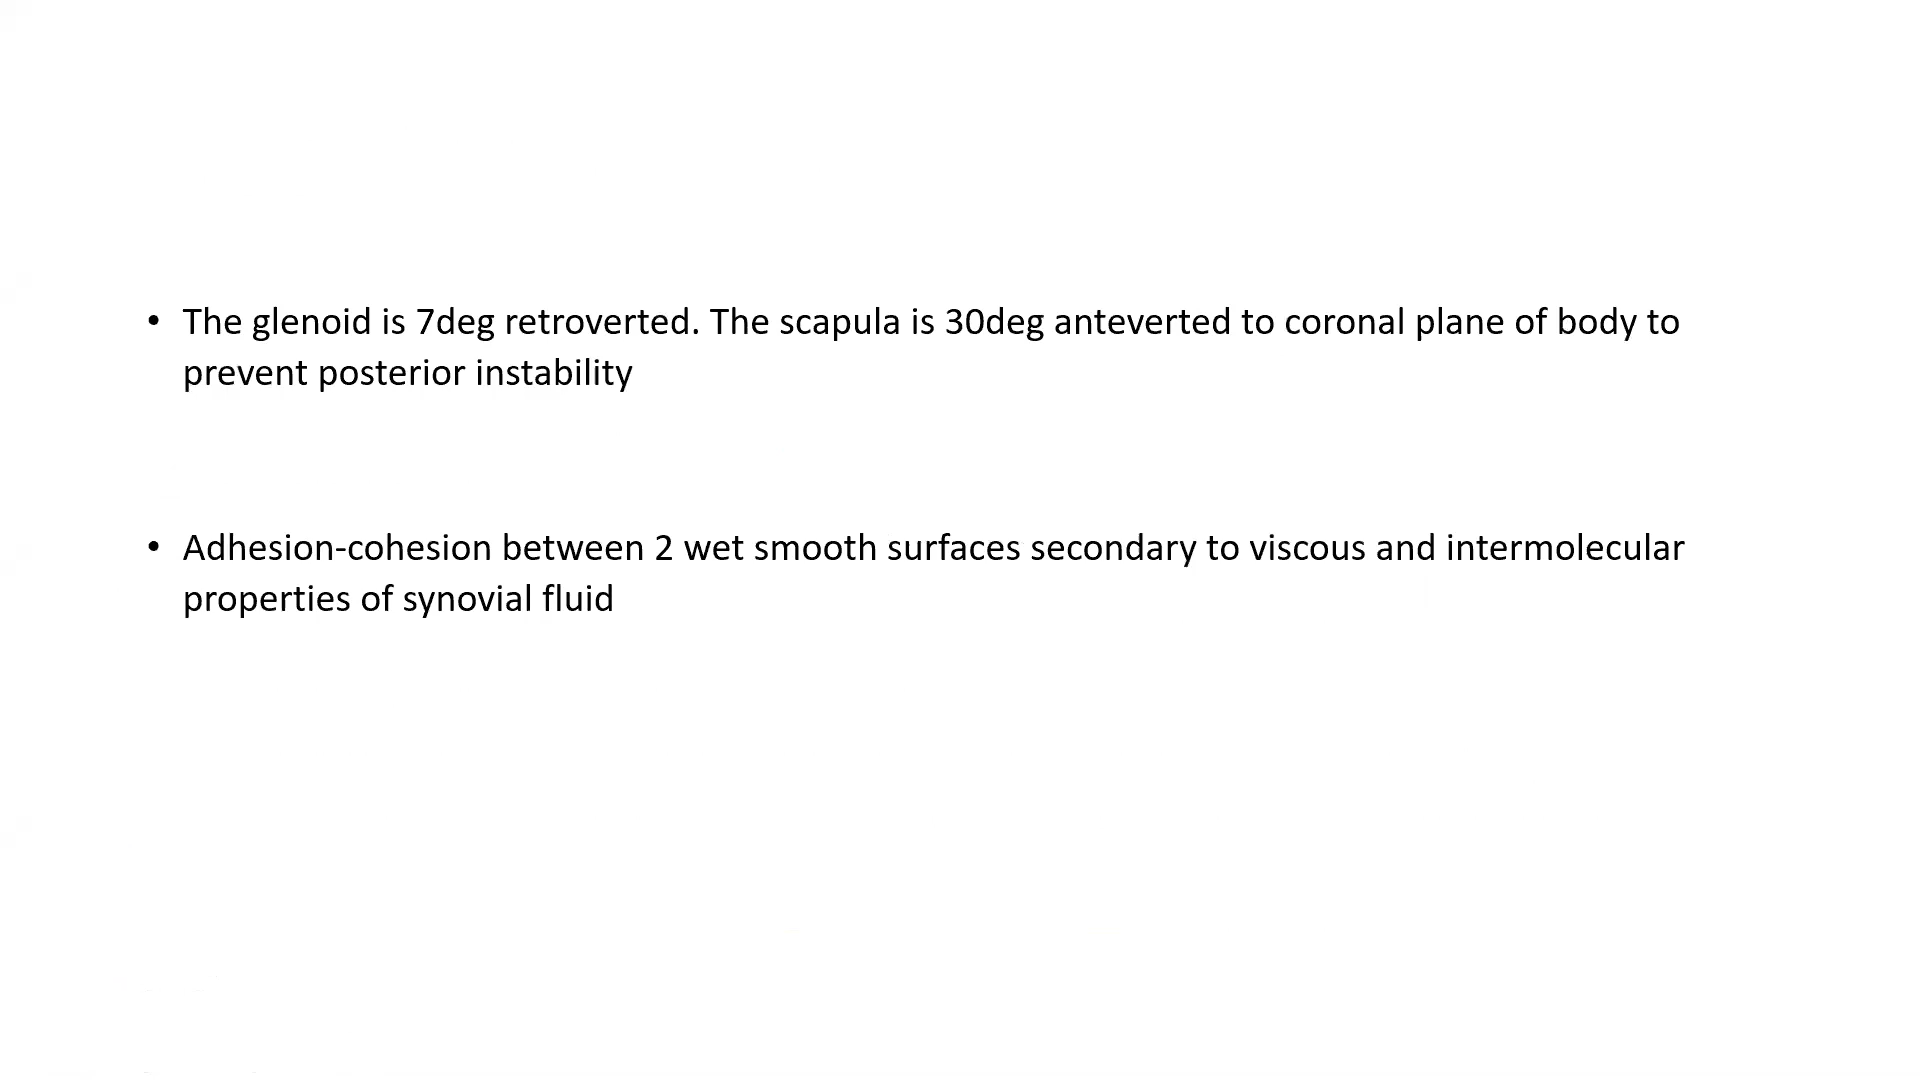 • The glenoid is 7deg retroverted. The scapula is 30deg anteverted to coronal plane of body to
prevent posterior instability
• Adhesion-cohesion between 2 wet smooth surfaces secondary to viscous and intermolecular
properties of synovial fluid